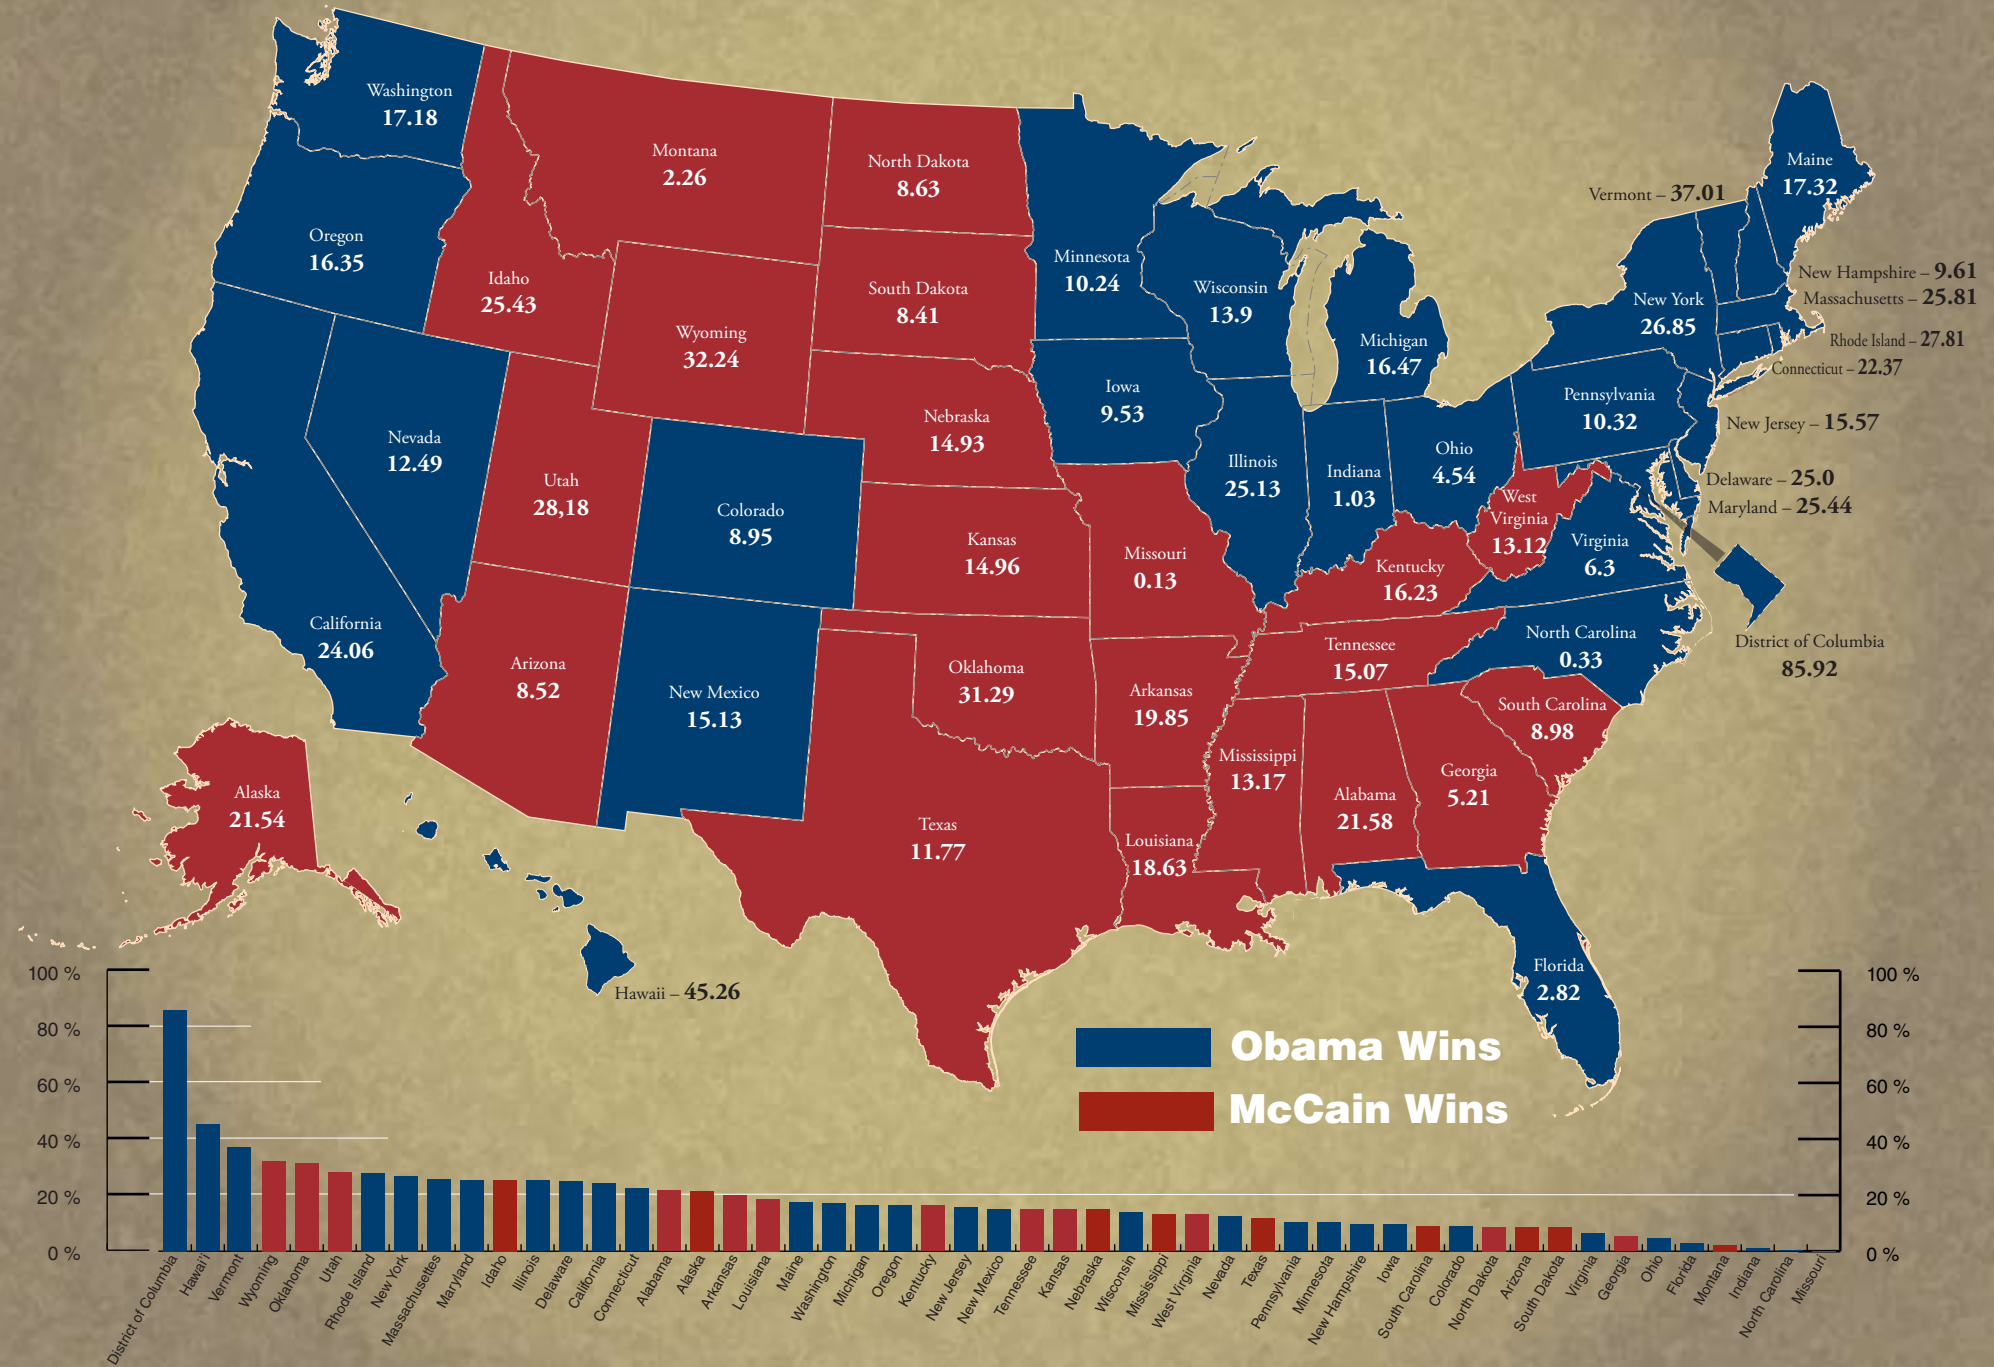 Washington
17.18
Oregon
16.35
California
24.06
Nevada
12.49
Idaho
25.43
Montana
2.26
Wyoming
32.24
Utah
28,18
Arizona
8.52
Colorado
8.95
New Mexico
15.13
North Dakota
8.63
South Dakota
8.41
Nebraska
14.93
Kansas
14.96
Oklahoma
31.29
Texas
11.77
Minnesota
10.24
Iowa
9.53
Missouri
0.13
Arkansas
19.85
Louisiana
18.63
Wisconsin
13.9
Illinois
25.13
Michigan
16.47
Indiana
1.03
Ohio
4.54
Kentucky
16.23
Tennessee
15.07
Mississippi
13.17
Alabama
21.58
Georgia
5.21
Florida
2.82
South Carolina
8.98
North Carolina
0.33
Virginia
6.3
West
Virginia
13.12
Pennsylvania
10.32
New York
26.85
Maine
17.32
Vermont – 37.01
New Hampshire – 9.61
Massachusetts – 25.81
Rhode Island – 27.81
Connecticut – 22.37
New Jersey – 15.57
Delaware – 25.0
Maryland – 25.44
District of Columbia
85.92
Alaska
21.54
Hawaii – 45.26
Obama Wins
McCain Wins
100 %
80 %
60 %
40 %
20 %
0 %
100 %
80 %
60 %
40 %
20 %
0 %
District of Columbia
Hawai'i
Vermont
Wyoming
Oklahoma
Utah
Rhode Island
New York
Massachusettes
Maryland
Idaho
Illinois
Delaware
California
Connecticut
Alabama
Alaska
Arkansas
Louisiana
Maine
Washington
Michigan
Oregon
Kentucky
New Jersey
New Mexico
Tennessee
Kansas
Nebraska
Wisconsin
Mississippi
West Virginia
Nevada
Texas
Pennsylvania
Minnesota
New Hampshire
Iowa
South Carolina
Colorado
North Dakota
Arizona
South Dakota
Virginia
Georgia
Ohio
Florida
Montana
Indiana
North Carolina
Missouri